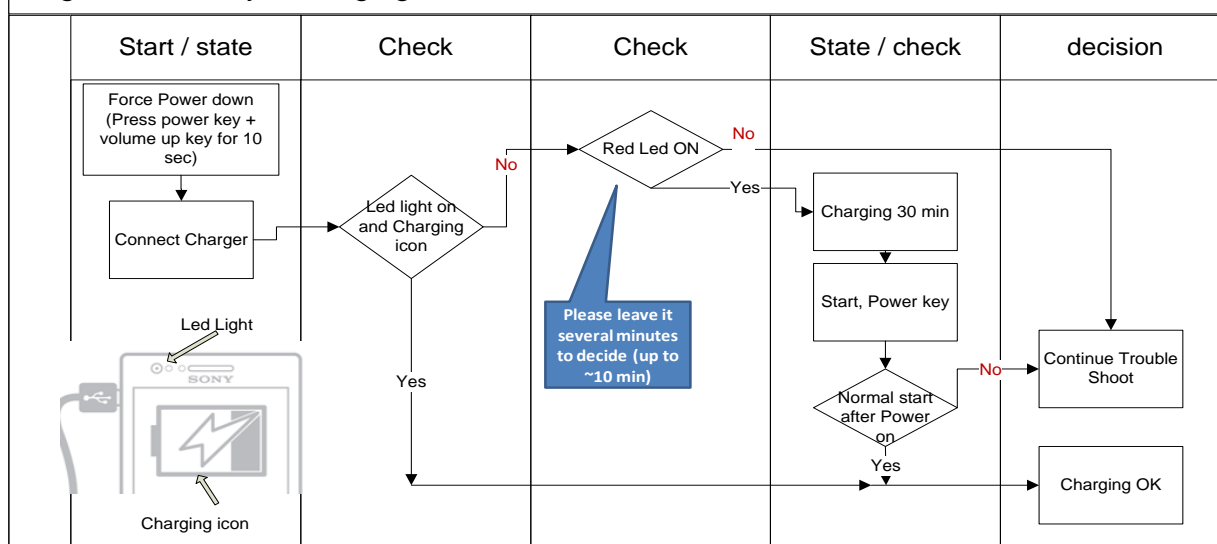 Start / state
Check
Check
State / check
decision
Force Power down
(Press power key +
volume up key for 10
sec)
Connect Charger
Led light on
and Charging
icon
No
Yes
Red Led ON
No
Yes
Please leave it
several minutes
to decide (up to
~10 min)
Charging 30 min
Start, Power key
Normal start
after Power
on
No
Yes
Continue Trouble
Shoot
Charging OK
Led Light
SONY
Charging icon